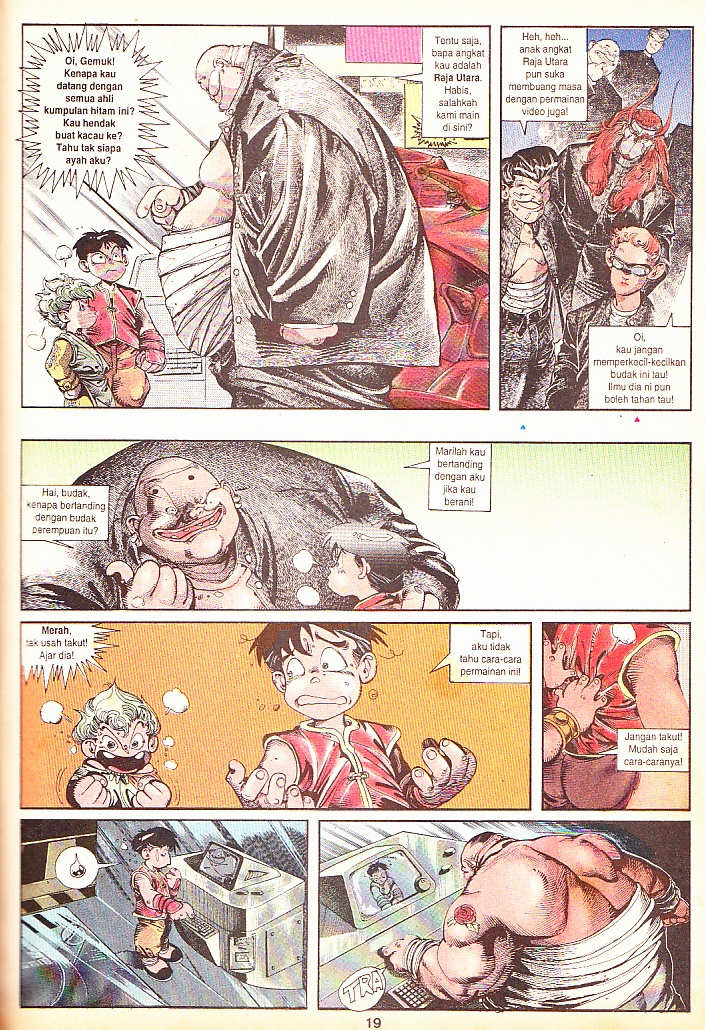 Oi, Gemuk!
Kenapa kau
datang dengan
semua ahli
kumpulan hitam ini?
Kau hendak
buat kacau ke?
Tahu tak siapa
ayah aku?
Tentu saja,
bapa angkat
kau adalah
Raja Utara.
Habis,
salahkah
kami main
di sini?
Heh, heh...
anak angkat
Raja Utara
pun suka
membuang masa
dengan permainan
video juga!
Oi,
kau jangan
memperkecil-kecilkan
budak ini tau!
Ilmu dia ni pun
boleh tahan tau!
Hai, budak,
kenapa bertanding
dengan budak
perempuan itu?
Marilah kau
bertanding
dengan aku
jika kau
berani!
Merah,
tak usah takut!
Ajar dia!
Tapi,
aku tidak
tahu cara-cara
permainan ini!
Jangan takut!
Mudah saja
cara-caranya!
TRA
19